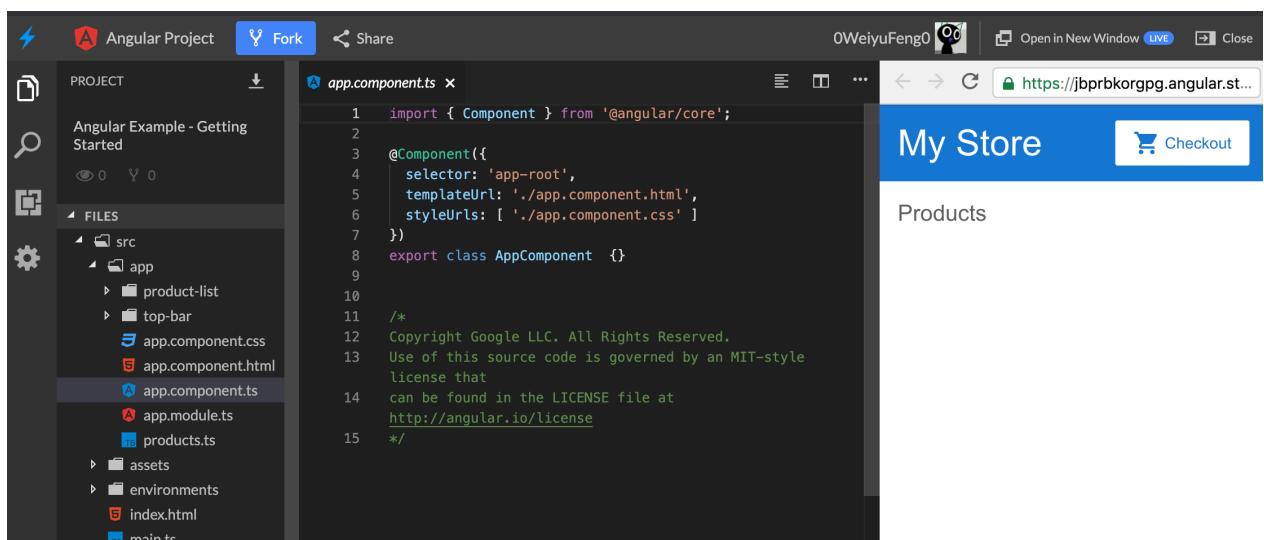 Angular Project
Fork
Share
0WeiyuFeng0
Open in New Window LIVE
Close
PROJECT
Angular Example - Getting
Started
0 0
FILES
src
app
product-list
top-bar
app.component.css
app.component.html
app.component.ts
app.module.ts
products.ts
assets
environments
index.html
main.ts
app.component.ts
1 import { Component } from '@angular/core';
2
3 @Component({
4 selector: 'app-root',
5 templateUrl: './app.component.html',
6 styleUrls: [ './app.component.css' ]
7 })
8 export class AppComponent {}
9
10
11 /*
12 Copyright Google LLC. All Rights Reserved.
13 Use of this source code is governed by an MIT-style
license that
14 can be found in the LICENSE file at
http://angular.io/license
15 */
https://jbprbkorgpg.angular.st...
My Store
Checkout
Products